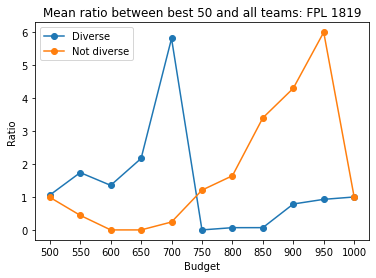 Mean ratio between best 50 and all teams: FPL 1819
Diverse
Not diverse
Ratio
6
5
4
3
2
1
0
500 550 600 650 700 750 800 850 900 950 1000
Budget